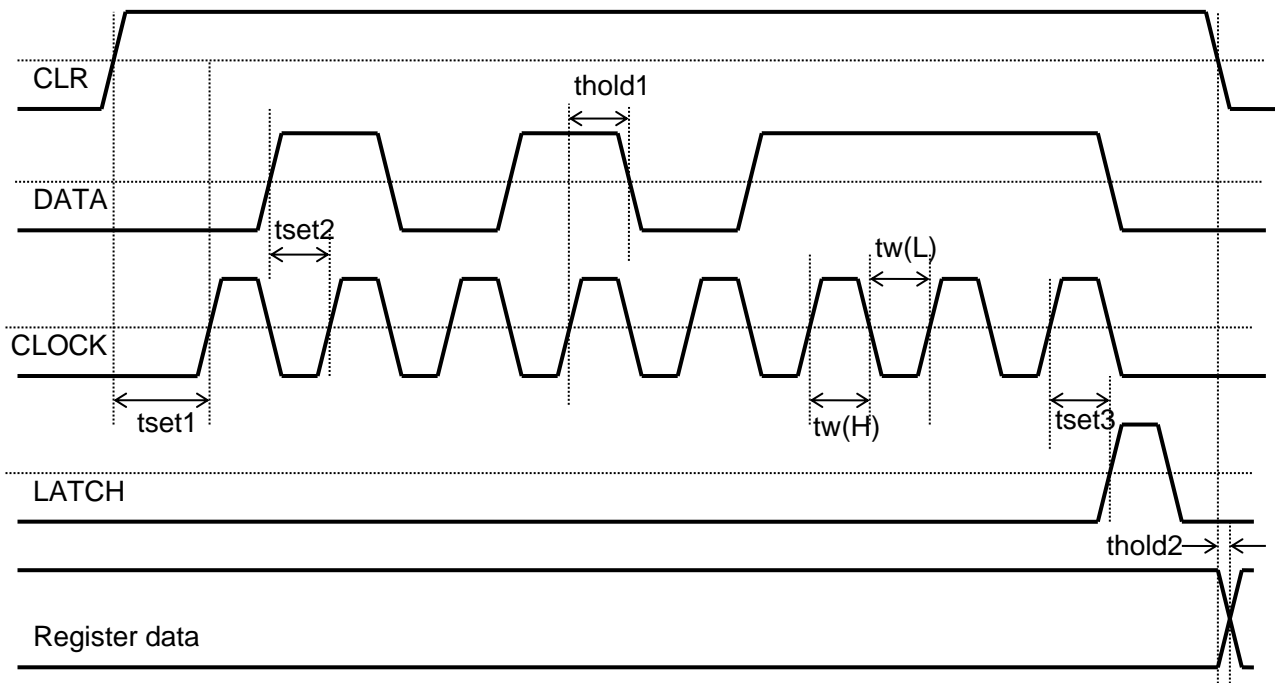 CLR
thold1
DATA
tset2
tw(L)
CLOCK
tset1
tw(H)
tset3
LATCH
thold2
Register data